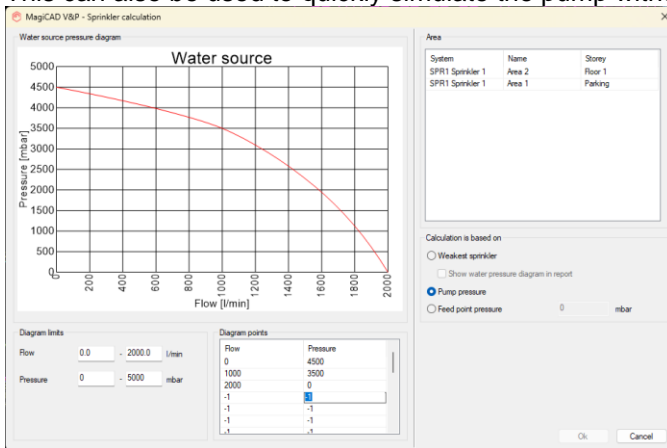 This can also be used to quickly simulate the pump with
MagiCAD V&P - Sprinkler calculation
Water source pressure diagram
Water source
Pressure [mbar]
5000
4500
4000
3500
3000
2500
2000
1500
1000
500
0
0
200
400
600
800
1000
1200
1400
1600
1800
2000
Flow [l/min]
Diagram limits
Flow 0.0 - 2000.0 l/min
Pressure 0 - 5000 mbar
Diagram points
Flow Pressure
0 4500
1000 3500
2000 0
-1 -1
-1 -1
-1 -1
-1 -1
Area
System Name Storey
SPR1 Sprinkler 1 Area 2 Floor 1
SPR1 Sprinkler 1 Area 1 Parking
Calculation is based on
Weakest sprinkler
Show water pressure diagram in report
Pump pressure
Feed point pressure 0 mbar
Ok Cancel